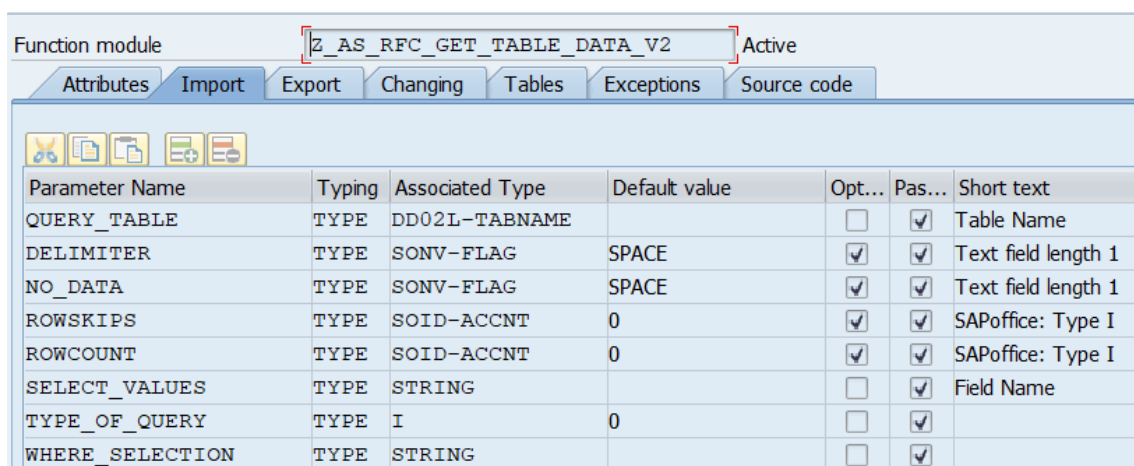 Function module Z_AS_RFC_GET_TABLE_DATA_V2 Active
Attributes Import Export Changing Tables Exceptions Source code
Parameter Name Typing Associated Type Default value Opt... Pas... Short text
QUERY_TABLE TYPE DD02L-TABNAME Table Name
DELIMITER TYPE SONV-FLAG SPACE Text field length 1
NO_DATA TYPE SONV-FLAG SPACE Text field length 1
ROWSKIPS TYPE SOID-ACCNT 0 SAPoffice: Type I
ROWCOUNT TYPE SOID-ACCNT 0 SAPoffice: Type I
SELECT_VALUES TYPE STRING Field Name
TYPE_OF_QUERY TYPE I 0
WHERE_SELECTION TYPE STRING